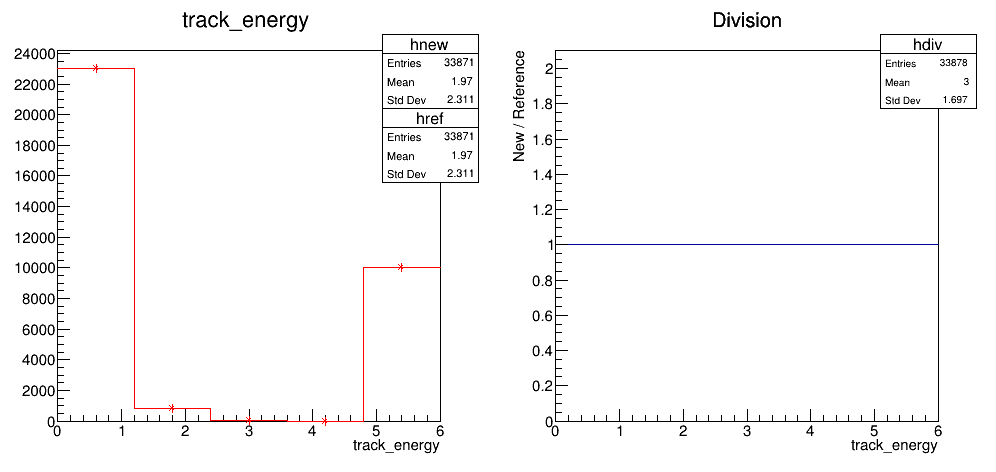 track_energy
hnew
Entries 33871
Mean 1.97
Std Dev 2.311
href
Entries 33871
Mean 1.97
Std Dev 2.311
24000
22000
20000
18000
16000
14000
12000
10000
8000
6000
4000
2000
0
0 1 2 3 4 5 6
track_energy
Division
hdiv
Entries 33878
Mean 3
Std Dev 1.697
New / Reference
2
1.8
1.6
1.4
1.2
1
0.8
0.6
0.4
0.2
0
0 1 2 3 4 5 6
track_energy